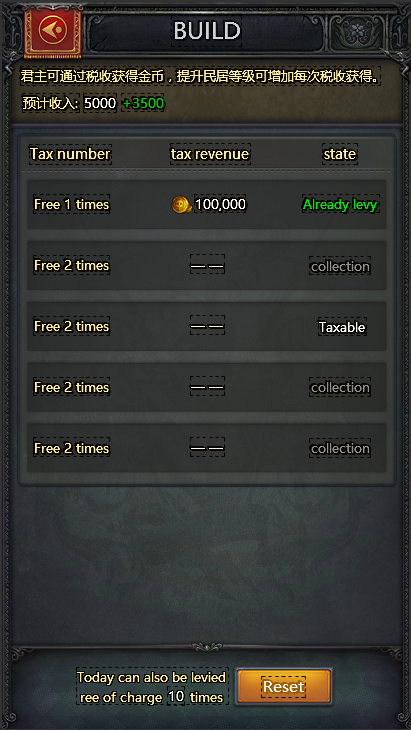 BUILD
君主可通过税收获得金币，提升民居等级可增加每次税收获得。
预计收入: 5000 +3500
Tax number tax revenue state
Free 1 times 100,000 Already levy
Free 2 times — — collection
Free 2 times — — Taxable
Free 2 times — — collection
Free 2 times — — collection
Today can also be levied
ree of charge 10 times
Reset